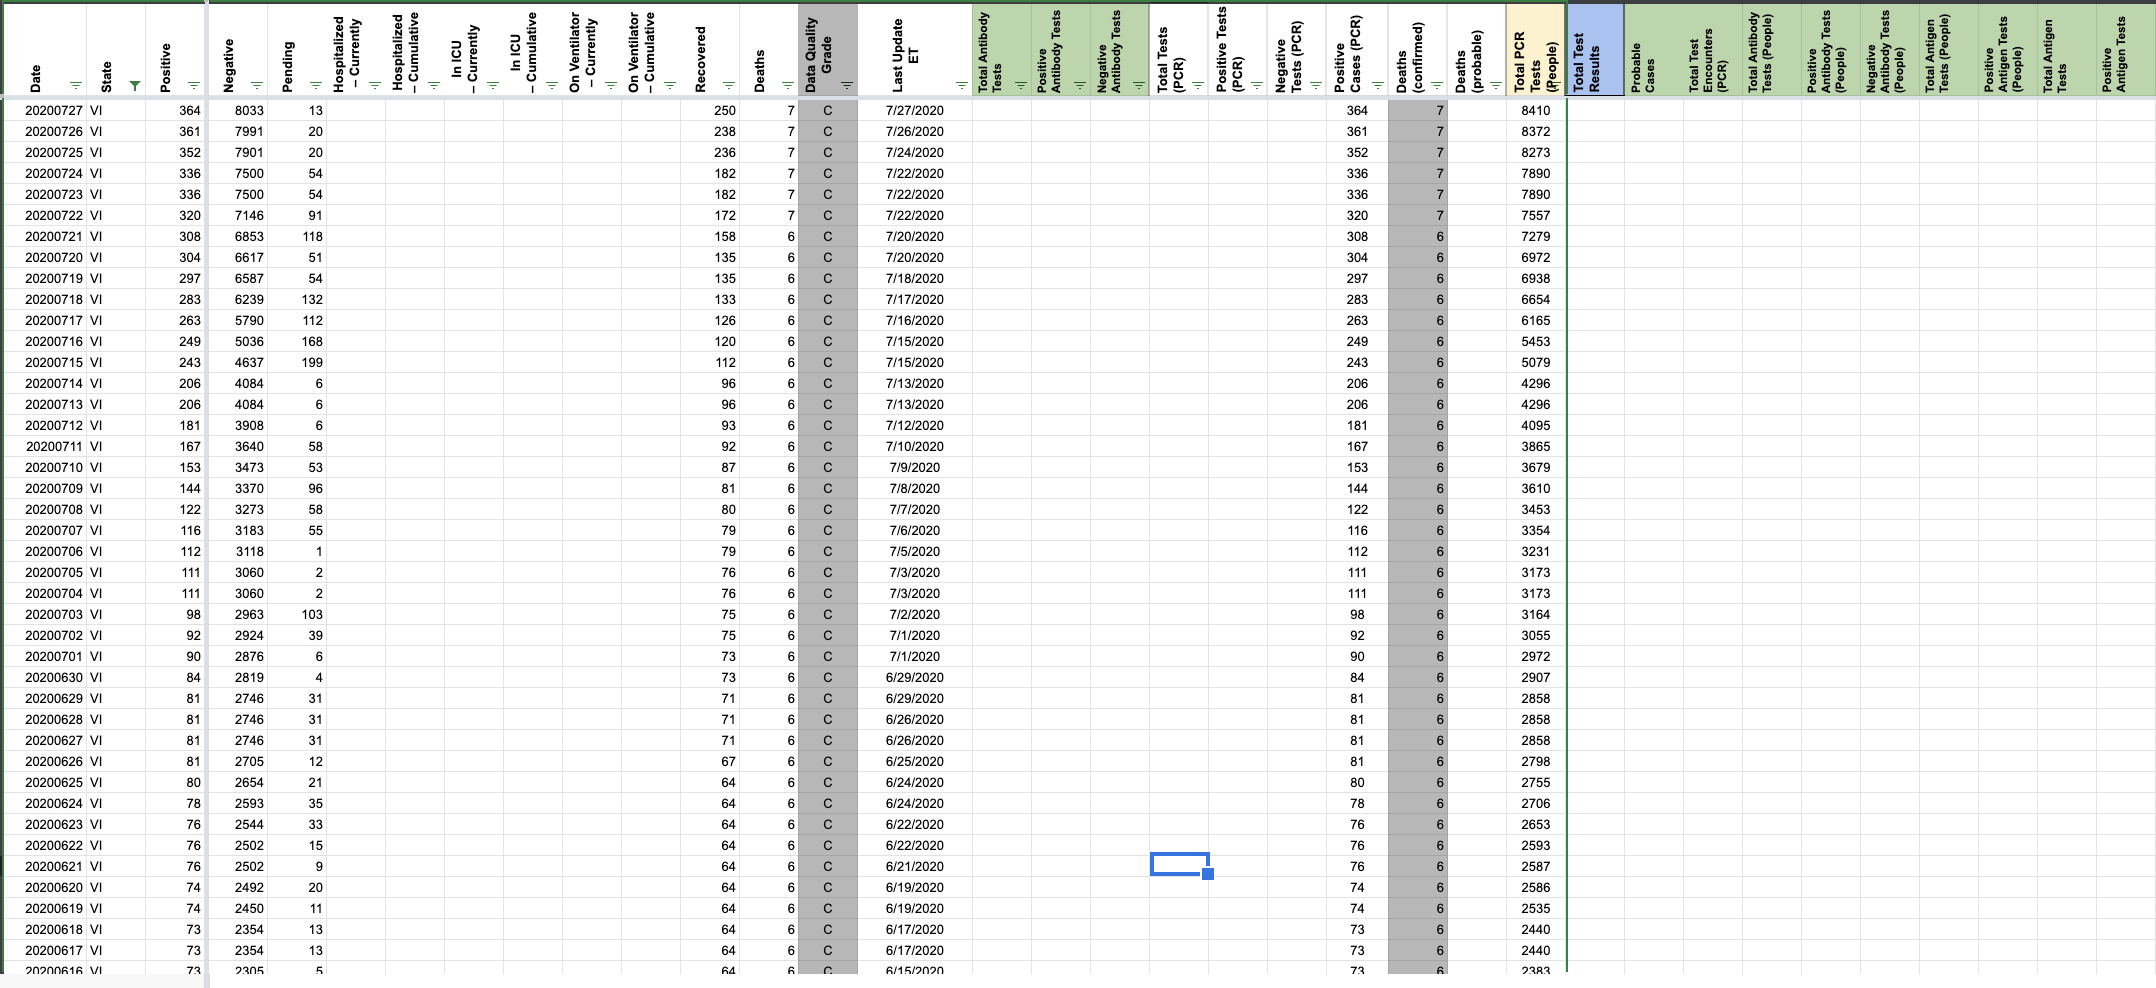 Date State Positive Negative Pending Hospitalized – Currently Hospitalized – Cumulative In ICU – Currently In ICU – Cumulative On Ventilator – Currently On Ventilator – Cumulative Recovered Deaths Data Quality Grade Last Update ET Total Antibody Tests Positive Antibody Tests Negative Antibody Tests Total Tests (PCR) Positive Tests (PCR) Negative Tests (PCR) Positive Cases (PCR) Deaths (confirmed) Deaths (probable) Total PCR Tests (People) Total Test Results Probable Cases Total Test Encounters (PCR) Total Antibody Tests (People) Positive Antibody Tests (People) Negative Antibody Tests (People) Total Antigen Tests (People) Positive Antigen Tests (People) Total Antigen Tests Positive Antigen Tests
20200727 VI 364 8033 13 250 7 C 7/27/2020 364 7 8410
20200726 VI 361 7991 20 238 7 C 7/26/2020 361 7 8372
20200725 VI 352 7901 20 236 7 C 7/24/2020 352 7 8273
20200724 VI 336 7500 54 182 7 C 7/22/2020 336 7 7890
20200723 VI 336 7500 54 182 7 C 7/22/2020 336 7 7890
20200722 VI 320 7146 91 172 7 C 7/22/2020 320 7 7557
20200721 VI 308 6853 118 158 6 C 7/20/2020 308 6 7279
20200720 VI 304 6617 51 135 6 C 7/20/2020 304 6 6972
20200719 VI 297 6587 54 135 6 C 7/18/2020 297 6 6938
20200718 VI 283 6239 132 133 6 C 7/17/2020 283 6 6654
20200717 VI 263 5790 112 126 6 C 7/16/2020 263 6 6165
20200716 VI 249 5036 168 120 6 C 7/15/2020 249 6 5453
20200715 VI 243 4637 199 112 6 C 7/15/2020 243 6 5079
20200714 VI 206 4084 6 96 6 C 7/13/2020 206 6 4296
20200713 VI 206 4084 6 96 6 C 7/13/2020 206 6 4296
20200712 VI 181 3908 6 93 6 C 7/12/2020 181 6 4095
20200711 VI 167 3640 58 92 6 C 7/10/2020 167 6 3865
20200710 VI 153 3473 53 87 6 C 7/9/2020 153 6 3679
20200709 VI 144 3370 96 81 6 C 7/8/2020 144 6 3610
20200708 VI 122 3273 58 80 6 C 7/7/2020 122 6 3453
20200707 VI 116 3183 55 79 6 C 7/6/2020 116 6 3354
20200706 VI 112 3118 1 79 6 C 7/5/2020 112 6 3231
20200705 VI 111 3060 2 76 6 C 7/3/2020 111 6 3173
20200704 VI 111 3060 2 76 6 C 7/3/2020 111 6 3173
20200703 VI 98 2963 103 75 6 C 7/2/2020 98 6 3164
20200702 VI 92 2924 39 75 6 C 7/1/2020 92 6 3055
20200701 VI 90 2876 6 73 6 C 7/1/2020 90 6 2972
20200630 VI 84 2819 4 73 6 C 6/29/2020 84 6 2907
20200629 VI 81 2746 31 71 6 C 6/29/2020 81 6 2858
20200628 VI 81 2746 31 71 6 C 6/26/2020 81 6 2858
20200627 VI 81 2746 31 71 6 C 6/26/2020 81 6 2858
20200626 VI 81 2705 12 67 6 C 6/25/2020 81 6 2798
20200625 VI 80 2654 21 64 6 C 6/24/2020 80 6 2755
20200624 VI 78 2593 35 64 6 C 6/24/2020 78 6 2706
20200623 VI 76 2544 33 64 6 C 6/22/2020 76 6 2653
20200622 VI 76 2502 15 64 6 C 6/22/2020 76 6 2593
20200621 VI 76 2502 9 64 6 C 6/21/2020 76 6 2587
20200620 VI 74 2492 20 64 6 C 6/19/2020 74 6 2586
20200619 VI 74 2450 11 64 6 C 6/19/2020 74 6 2535
20200618 VI 73 2354 13 64 6 C 6/17/2020 73 6 2440
20200617 VI 73 2354 13 64 6 C 6/17/2020 73 6 2440
20200616 VI 73 2305 5 64 6 C 6/15/2020 73 6 2383